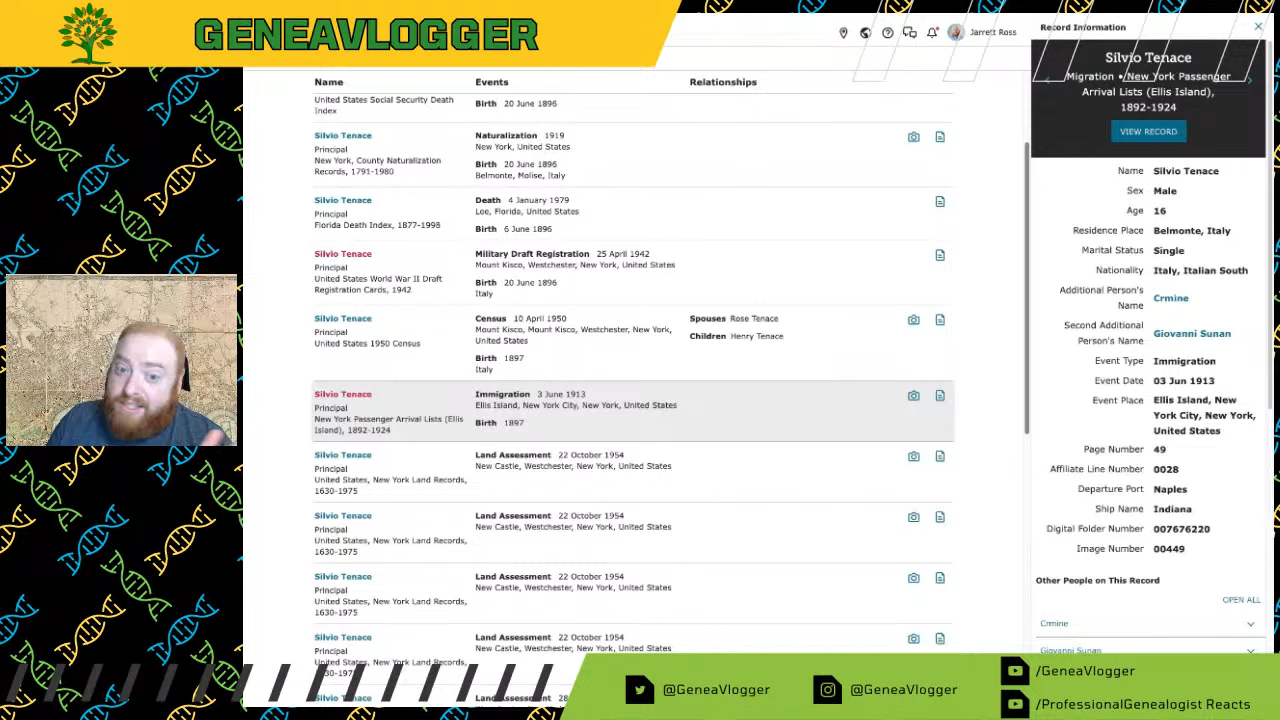 GENEAVLOGGER
Jarrett Ross
Name Events Relationships
United States Social Security Death
Index
Birth 20 June 1896
Silvio Tenace
Principal
New York, County Naturalization
Records, 1791-1980
Naturalization 1919
New York, United States
Birth 20 June 1896
Belmonte, Molise, Italy
Silvio Tenace
Principal
Florida Death Index, 1877-1998
Death 4 January 1979
Lee, Florida, United States
Birth 6 June 1896
Silvio Tenace
Principal
United States World War II Draft
Registration Cards, 1942
Military Draft Registration 25 April 1942
Mount Kisco, Westchester, New York, United States
Birth 20 June 1896
Italy
Silvio Tenace
Principal
United States 1950 Census
Census 10 April 1950
Mount Kisco, Mount Kisco, Westchester, New York,
United States
Birth 1897
Italy
Spouses Rose Tenace
Children Henry Tenace
Silvio Tenace
Principal
New York Passenger Arrival Lists (Ellis
Island), 1892-1924
Immigration 3 June 1913
Ellis Island, New York City, New York, United States
Birth 1897
Silvio Tenace
Principal
United States, New York Land Records,
1630-1975
Land Assessment 22 October 1954
New Castle, Westchester, New York, United States
Silvio Tenace
Principal
United States, New York Land Records,
1630-1975
Land Assessment 22 October 1954
New Castle, Westchester, New York, United States
Silvio Tenace
Principal
United States, New York Land Records,
1630-1975
Land Assessment 22 October 1954
New Castle, Westchester, New York, United States
Silvio Tenace
Principal
United States, New York Land Records,
1630-1975
Land Assessment 22 October 1954
New Castle, Westchester, New York, United States
Silvio Tenace
Land Assessment 28
Record Information
Silvio Tenace
Migration • New York Passenger
Arrival Lists (Ellis Island),
1892-1924
VIEW RECORD
Name Silvio Tenace
Sex Male
Age 16
Residence Place Belmonte, Italy
Marital Status Single
Nationality Italy, Italian South
Additional Person's
Name
Crmine
Second Additional
Person's Name
Giovanni Sunan
Event Type Immigration
Event Date 03 Jun 1913
Event Place Ellis Island, New
York City, New York,
United States
Page Number 49
Affiliate Line Number 0028
Departure Port Naples
Ship Name Indiana
Digital Folder Number 007676220
Image Number 00449
Other People on This Record
OPEN ALL
Crmine
Giovanni Sunan
@GeneaVlogger
@GeneaVlogger
/GeneaVlogger
/ProfessionalGenealogist Reacts